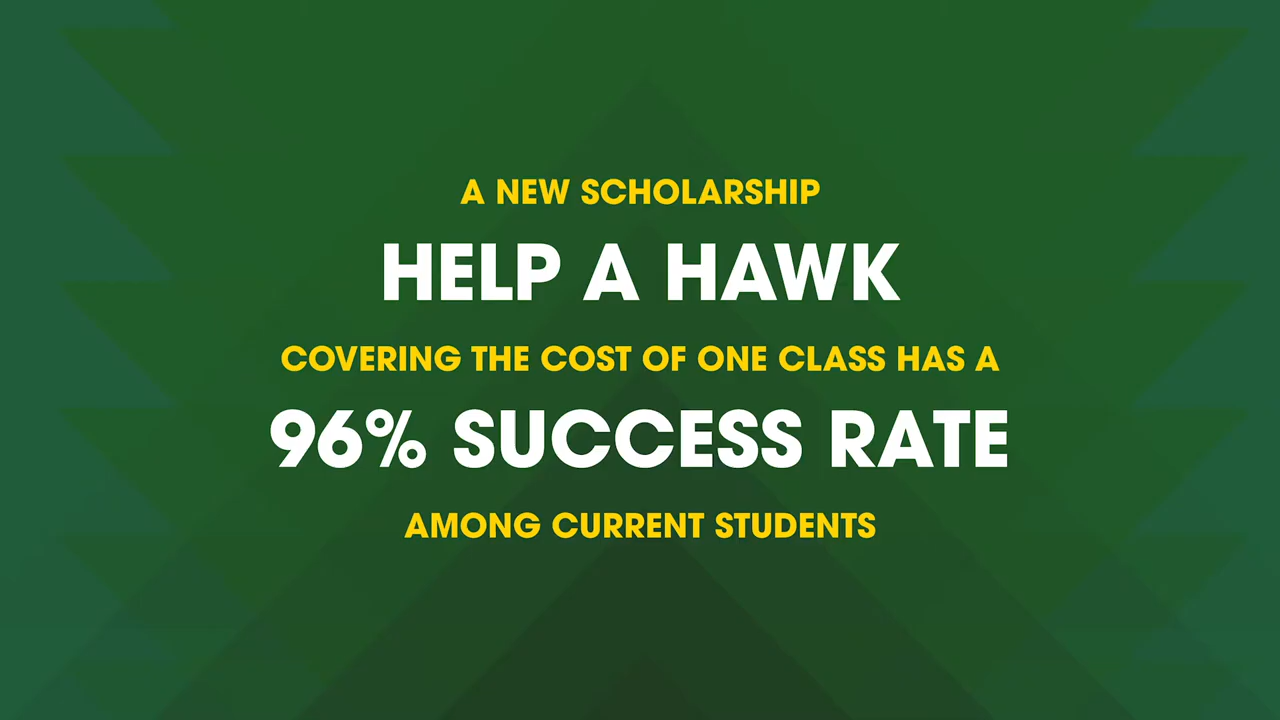 A NEW SCHOLARSHIP
HELP A HAWK
COVERING THE COST OF ONE CLASS HAS A
96% SUCCESS RATE
AMONG CURRENT STUDENTS